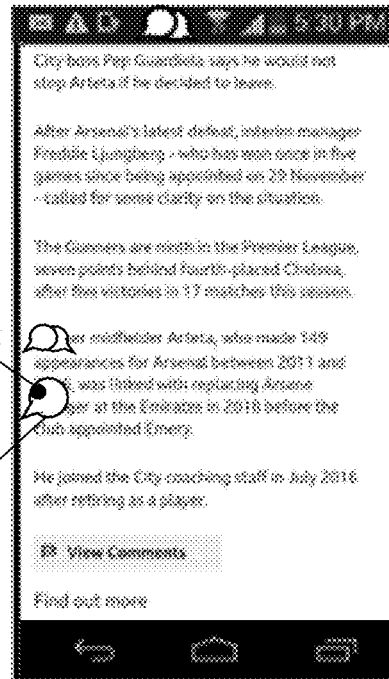 5:30 PM
City boss Pep Guardiola says he would not
stop Arteta if he decided to leave.
After Arsenal's latest defeat, interim manager
Freddie Ljungberg - who has won once in five
games since being appointed on 29 November
- called for some clarity on the situation.
The Gunners are ninth in the Premier League,
seven points behind fourth-placed Chelsea,
after five victories in 17 matches this season.
er midfielder Arteta, who made 149
appearances for Arsenal between 2011 and
, was linked with replacing Arsene
ger at the Emirates in 2018 before the
club appointed Emery.
He joined the City coaching staff in July 2016
after retiring as a player.
View Comments
Find out more